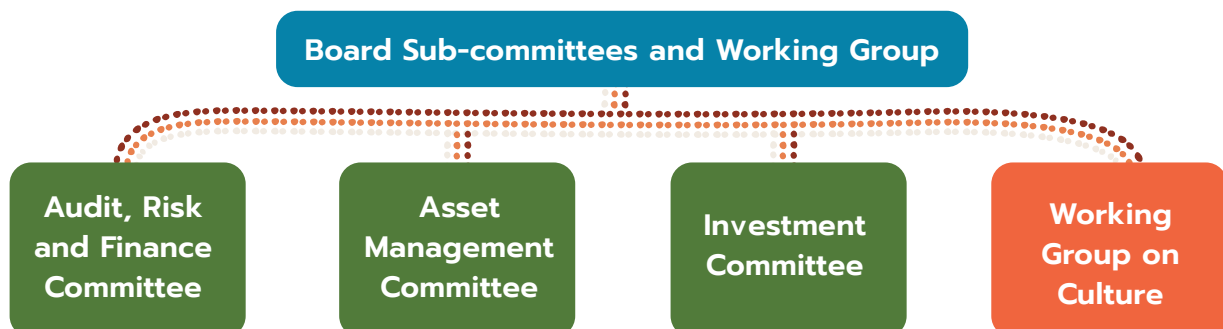 Board Sub-committees and Working Group
Audit, Risk
and Finance
Committee
Asset
Management
Committee
Investment
Committee
Working
Group on
Culture